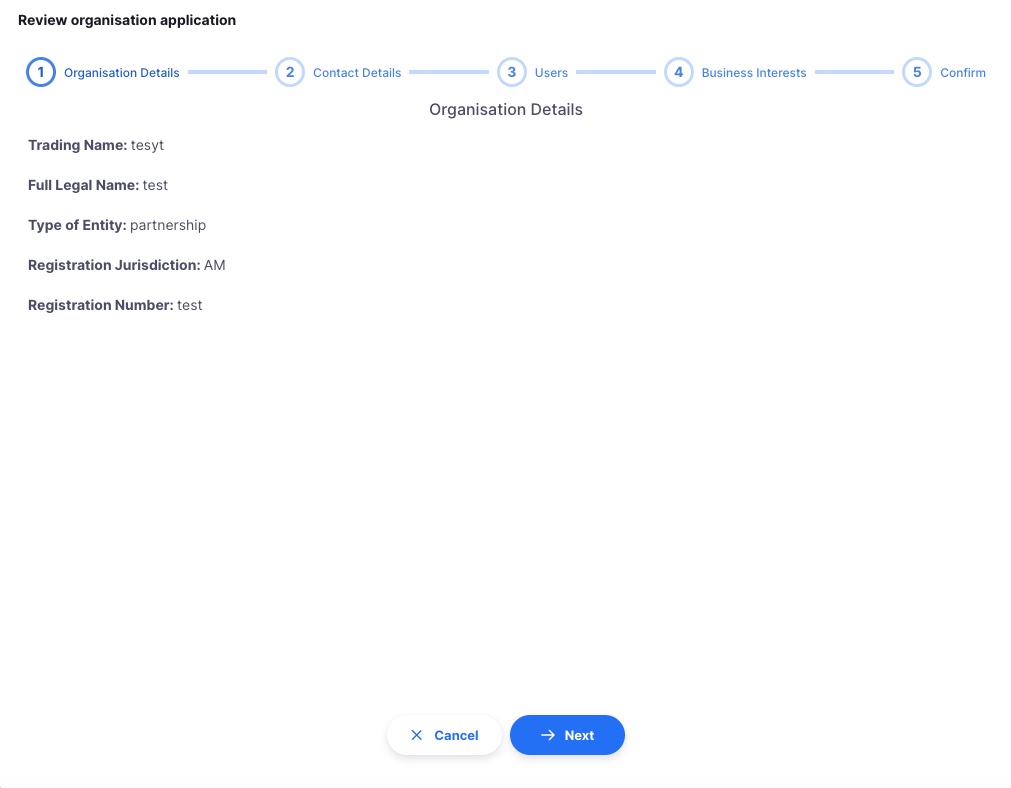 Review organisation application
1 Organisation Details 2 Contact Details 3 Users 4 Business Interests 5 Confirm
Organisation Details
Trading Name: tesyt
Full Legal Name: test
Type of Entity: partnership
Registration Jurisdiction: AM
Registration Number: test
Cancel Next